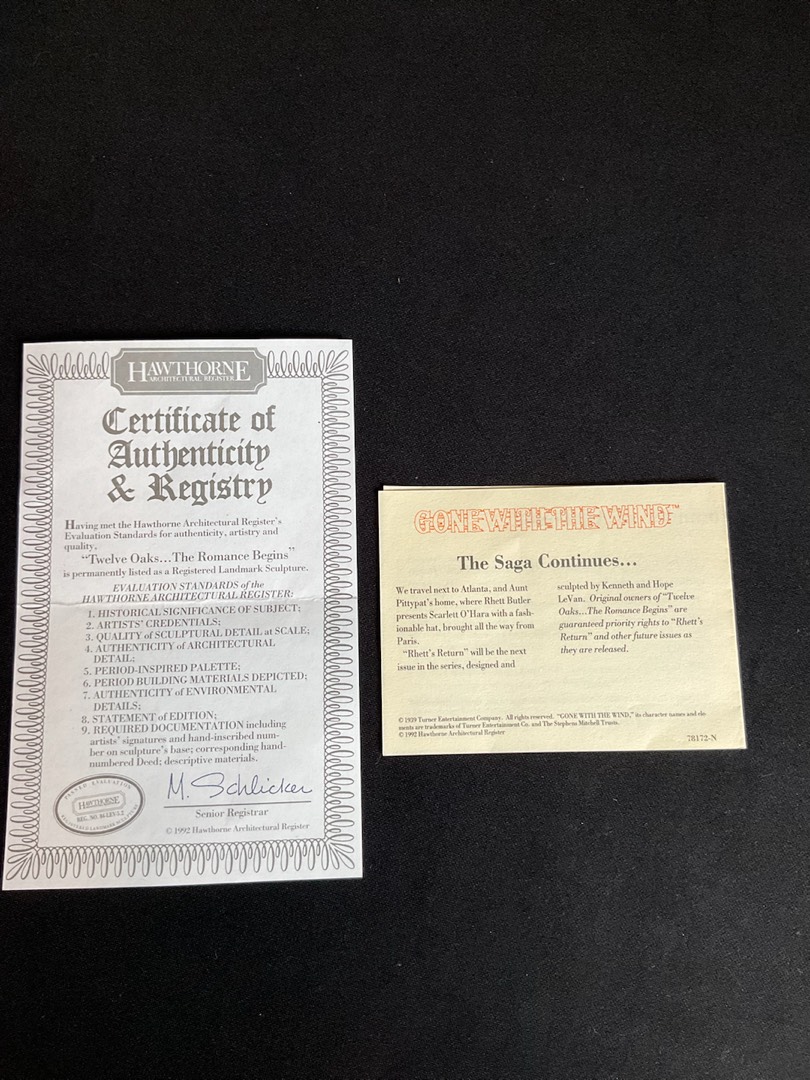 HAWTHORNE
ARCHITECTURAL REGISTER
Certificate of
Authenticity
& Registry
Having met the Hawthorne Architectural Register's
Evaluation Standards for authenticity, artistry and
quality,
"Twelve Oaks...The Romance Begins"
is permanently listed as a Registered Landmark Sculpture.
EVALUATION STANDARDS of the
HAWTHORNE ARCHITECTURAL REGISTER:
1. HISTORICAL SIGNIFICANCE OF SUBJECT;
2. ARTISTS' CREDENTIALS;
3. QUALITY of SCULPTURAL DETAIL at SCALE;
4. AUTHENTICITY of ARCHITECTURAL
DETAIL;
5. PERIOD-INSPIRED PALETTE;
6. PERIOD BUILDING MATERIALS DEPICTED;
7. AUTHENTICITY of ENVIRONMENTAL
DETAILS;
8. STATEMENT of EDITION;
9. REQUIRED DOCUMENTATION including
artists' signatures and hand-inscribed num-
ber on sculpture's base; corresponding hand-
numbered Deed; descriptive materials.
PASSED EVALUATION
HAWTHORNE
M. Schlicker
Senior Registrar
© 1992 Hawthorne Architectural Register
GONE WITH THE WIND™
The Saga Continues...
We travel next to Atlanta, and Aunt
Pittypat's home, where Rhett Butler
presents Scarlett O'Hara with a fash-
ionable hat, brought all the way from
Paris.
"Rhett's Return" will be the next
issue in the series, designed and
sculpted by Kenneth and Hope
LeVan. Original owners of "Twelve
Oaks...The Romance Begins" are
guaranteed priority rights to "Rhett's
Return" and other future issues as
they are released.
© 1939 Turner Entertainment Company. All rights reserved. "GONE WITH THE WIND," its character names and ele-
ments are trademarks of Turner Entertainment Co. and The Stephens Mitchell Trusts.
© 1992 Hawthorne Architectural Register
78172-N